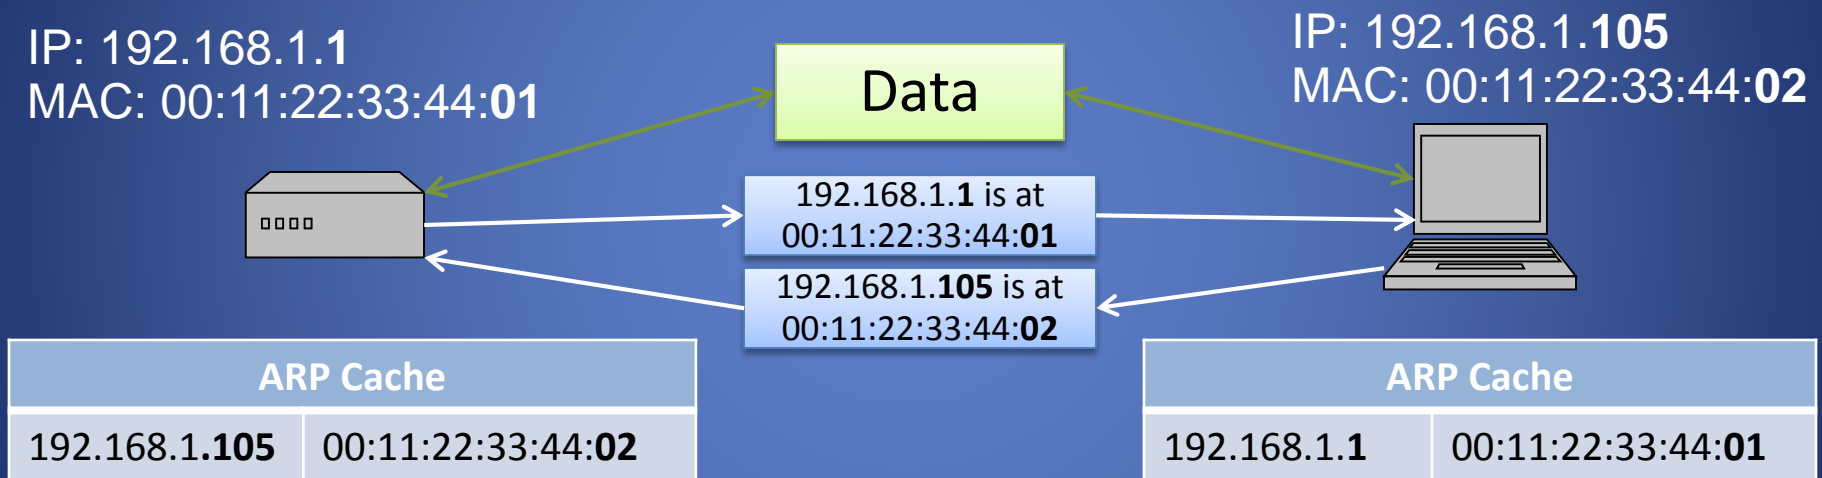 IP: 192.168.1.1
MAC: 00:11:22:33:44:01
Data
IP: 192.168.1.105
MAC: 00:11:22:33:44:02
192.168.1.1 is at
00:11:22:33:44:01
192.168.1.105 is at
00:11:22:33:44:02
ARP Cache
192.168.1.105 00:11:22:33:44:02
ARP Cache
192.168.1.1 00:11:22:33:44:01